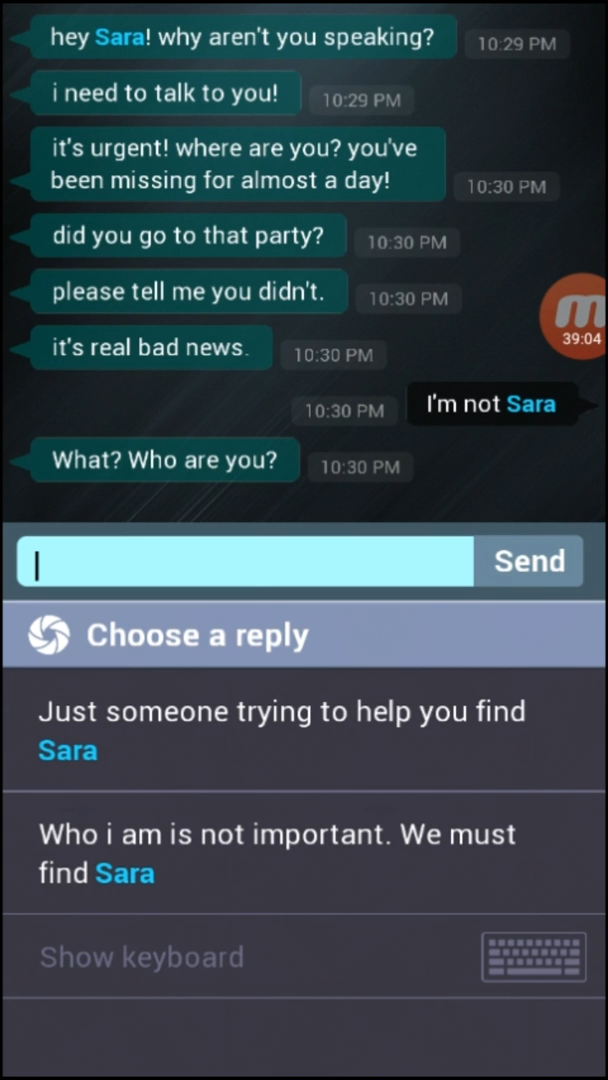 hey Sara! why aren't you speaking?
10:29 PM
i need to talk to you!
10:29 PM
it's urgent! where are you? you've
been missing for almost a day!
10:30 PM
did you go to that party?
10:30 PM
please tell me you didn't.
10:30 PM
39:04
it's real bad news.
10:30 PM
10:30 PM
I'm not Sara
What? Who are you?
10:30 PM
Send
Choose a reply
Just someone trying to help you find
Sara
Who i am is not important. We must
find Sara
Show keyboard